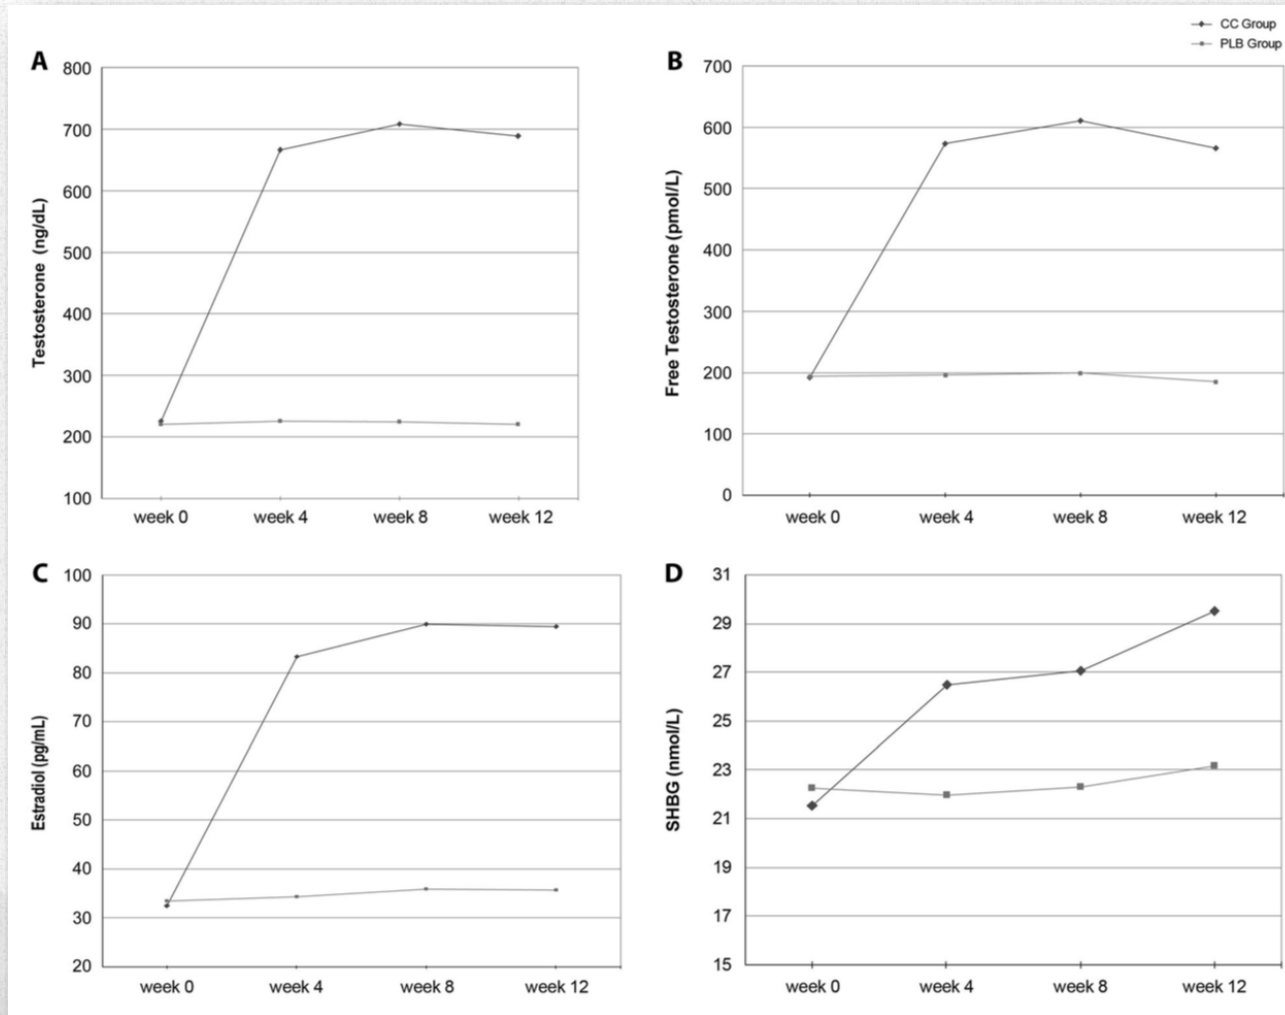 CC Group
PLB Group
A
800
700
600
500
400
300
200
100
Testosterone (ng/dL)
week 0 week 4 week 8 week 12
B
700
600
500
400
300
200
100
0
Free Testosterone (pmol/L)
week 0 week 4 week 8 week 12
C
100
90
80
70
60
50
40
30
20
Estradiol (pg/mL)
week 0 week 4 week 8 week 12
D
31
29
27
25
23
21
19
17
15
SHBG (nmol/L)
week 0 week 4 week 8 week 12